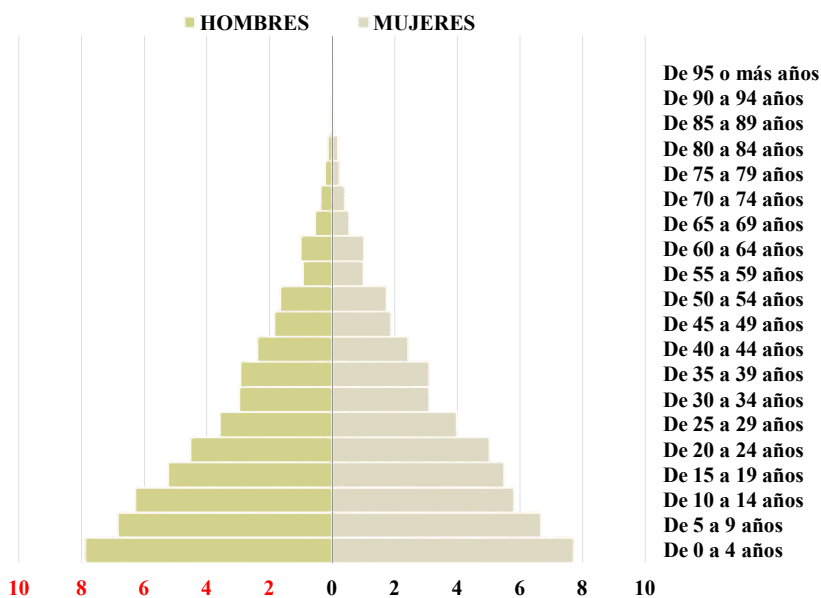 HOMBRES MUJERES
De 95 o más años
De 90 a 94 años
De 85 a 89 años
De 80 a 84 años
De 75 a 79 años
De 70 a 74 años
De 65 a 69 años
De 60 a 64 años
De 55 a 59 años
De 50 a 54 años
De 45 a 49 años
De 40 a 44 años
De 35 a 39 años
De 30 a 34 años
De 25 a 29 años
De 20 a 24 años
De 15 a 19 años
De 10 a 14 años
De 5 a 9 años
De 0 a 4 años
10 8 6 4 2 0 2 4 6 8 10